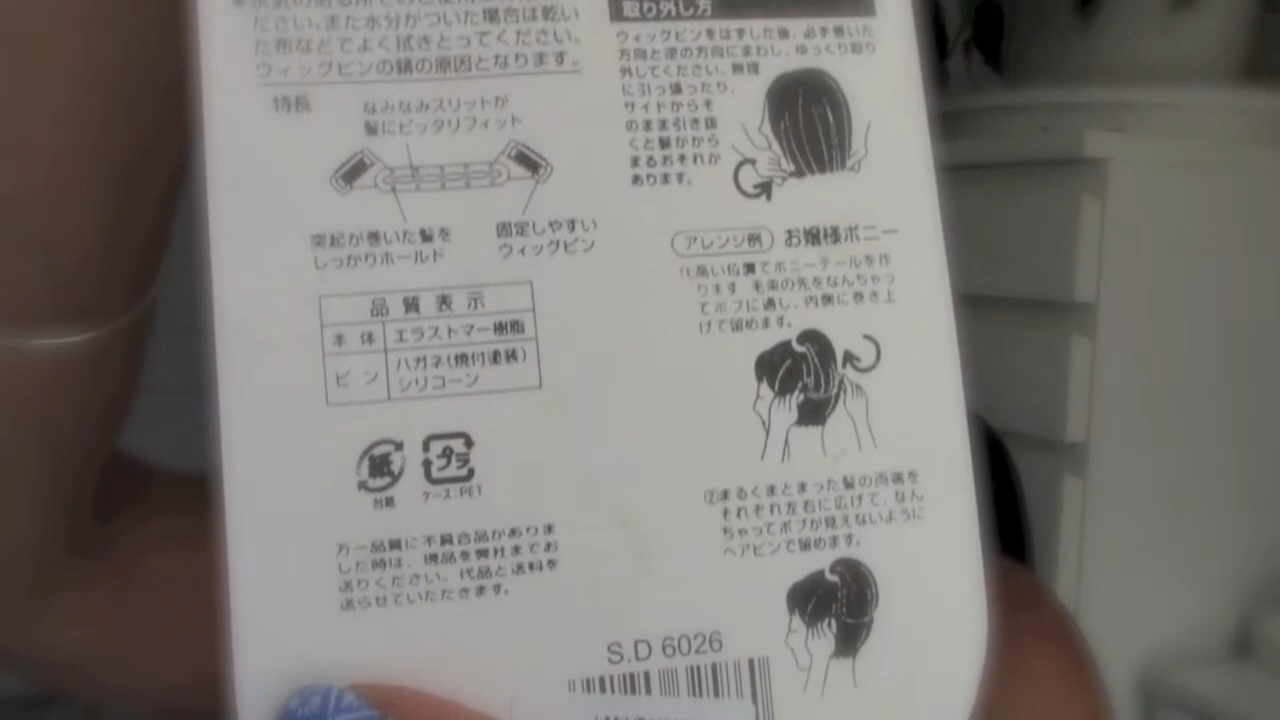 ださい。また水分がついた場合は乾い
た布などでよく拭きとってください。
ウィッグピンの錆の原因となります。
特長
なみなみスリットが
髪にピッタリフィット
突起が巻いた髪を
しっかりホールド
固定しやすい
ウィッグピン
品質表示
本体 エラストマー樹脂
ピン ハガネ(焼付塗装)
シリコーン
紙
台紙
プラ
ケース:PET
万一品質に不具合品がありま
した時は、現品を弊社までお
送りください。代品と送料を
送らせていただきます。
取り外し方
ウィッグピンをはずした後、必ず巻いた
方向と逆の方向にまわし、ゆっくり取り
外してください。無理
に引っ張ったり、
サイドからそ
のまま引き抜
くと髪がから
まるおそれが
あります。
アレンジ例 お嬢様ポニー
①高い位置でポニーテールを作
ります。毛束の先をなんちゃっ
てボブに通し、内側に巻き上
げて留めます。
②まるくまとまった髪の両端を
それぞれ左右に広げて、なん
ちゃってボブが見えないように
ヘアピンで留めます。
S.D 6026